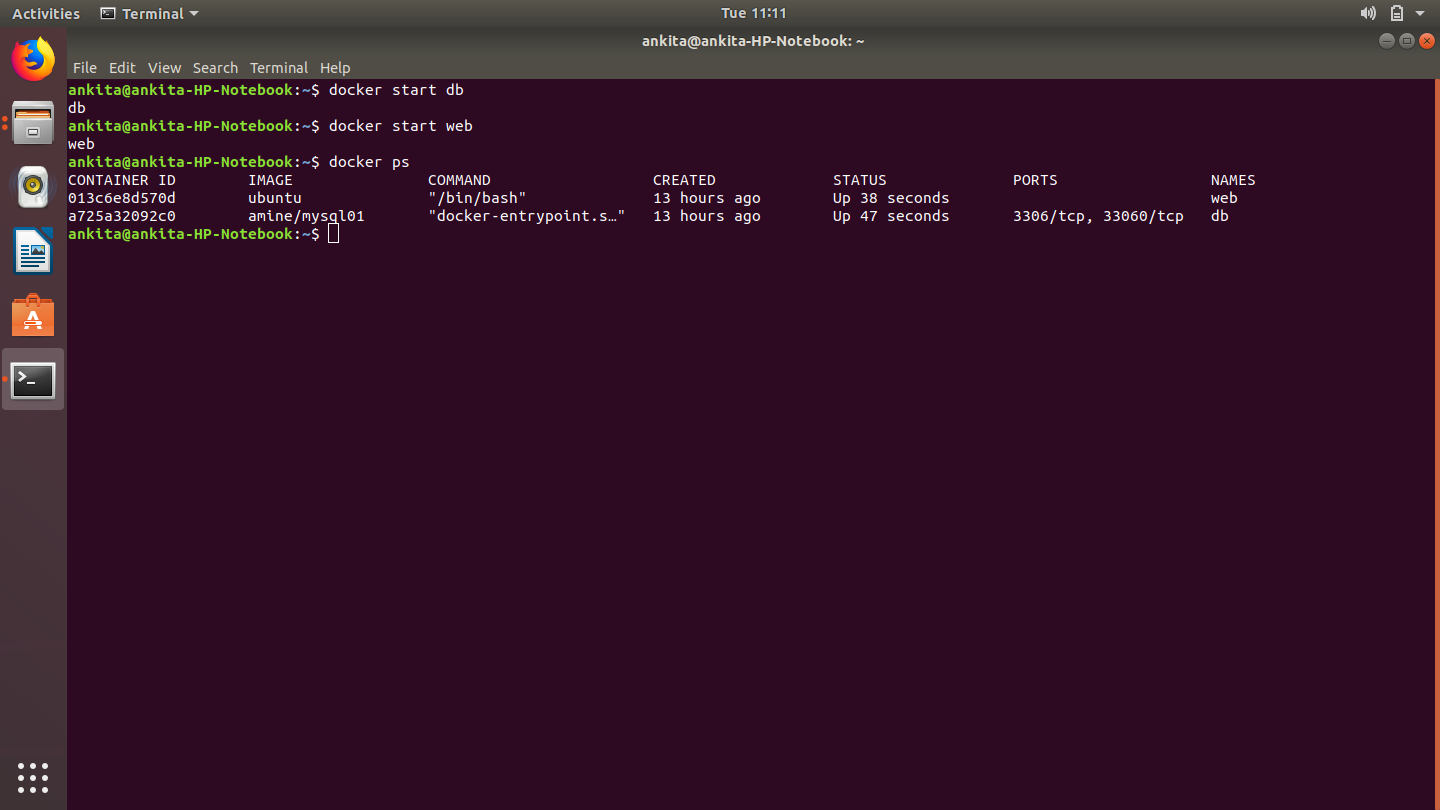 Activities Terminal Tue 11:11
ankita@ankita-HP-Notebook: ~
File Edit View Search Terminal Help
ankita@ankita-HP-Notebook:~$ docker start db
db
ankita@ankita-HP-Notebook:~$ docker start web
web
ankita@ankita-HP-Notebook:~$ docker ps
CONTAINER ID IMAGE COMMAND CREATED STATUS PORTS NAMES
013c6e8d570d ubuntu "/bin/bash" 13 hours ago Up 38 seconds web
a725a32092c0 amine/mysql01 "docker-entrypoint.s…" 13 hours ago Up 47 seconds 3306/tcp, 33060/tcp db
ankita@ankita-HP-Notebook:~$